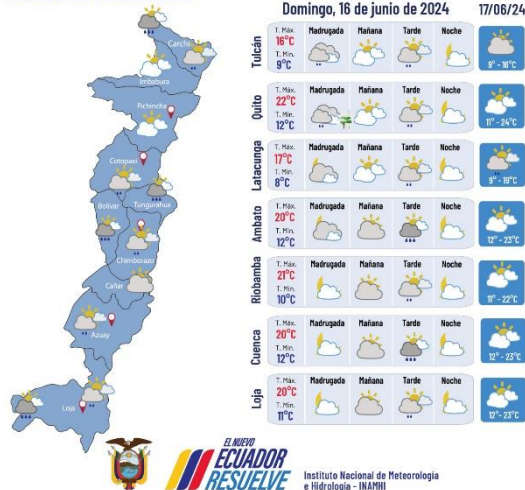 Domingo, 16 de junio de 2024
17/06/24
Carchi
Imbabura
Pichincha
Cotopaxi
Bolívar
Tungurahua
Chimborazo
Cañar
Azuay
Loja
Tulcán
T. Máx.
16°C
T. Mín.
9°C
Madrugada
Mañana
Tarde
Noche
9° - 16°C
Quito
T. Máx.
22°C
T. Mín.
12°C
Madrugada
Mañana
Tarde
Noche
11° - 24°C
Latacunga
T. Máx.
17°C
T. Mín.
8°C
Madrugada
Mañana
Tarde
Noche
9° - 19°C
Ambato
T. Máx.
20°C
T. Mín.
12°C
Madrugada
Mañana
Tarde
Noche
12° - 23°C
Riobamba
T. Máx.
21°C
T. Mín.
10°C
Madrugada
Mañana
Tarde
Noche
11° - 22°C
Cuenca
T. Máx.
20°C
T. Mín.
12°C
Madrugada
Mañana
Tarde
Noche
12° - 23°C
Loja
T. Máx.
20°C
T. Mín.
11°C
Madrugada
Mañana
Tarde
Noche
12°-23°C
EL NUEVO
ECUADOR
RESUELVE
Instituto Nacional de Meteorología
e Hidrología - INAMHI